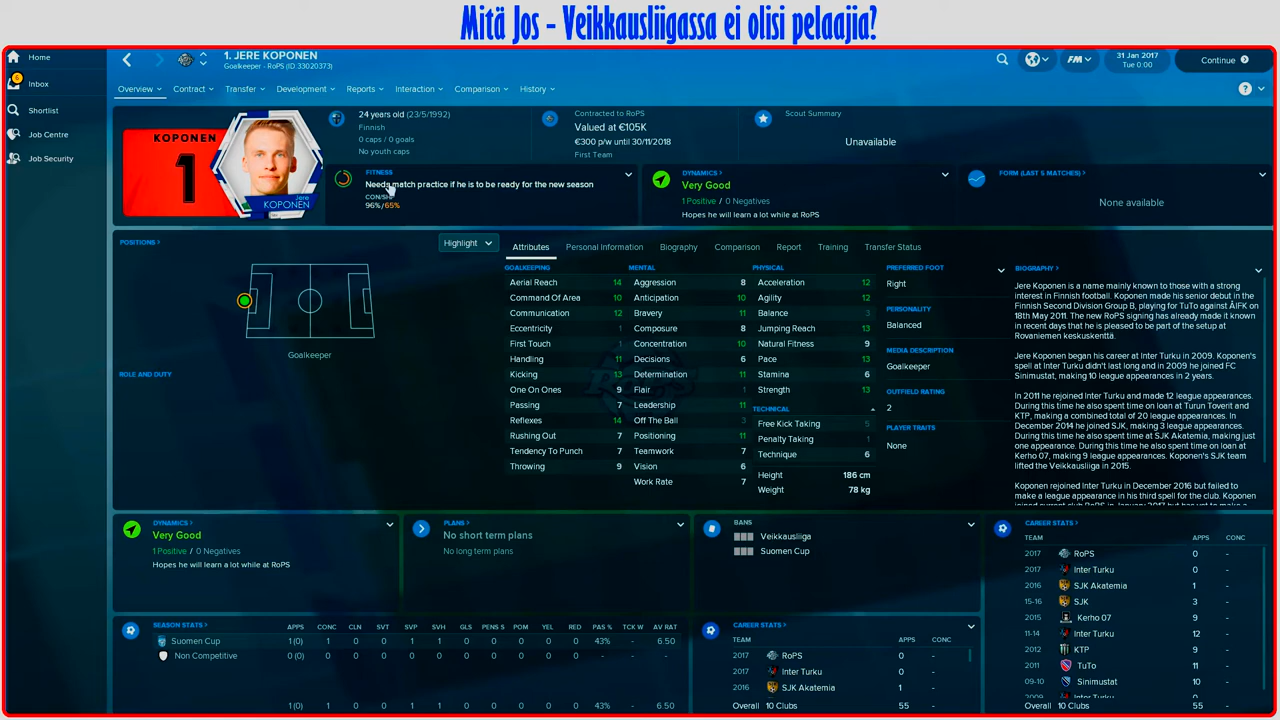 Mitä Jos - Veikkausliigassa ei olisi pelaajia?
Home
6
Inbox
Shortlist
Job Centre
Job Security
1. JERE KOPONEN
Goalkeeper - RoPS (ID:33020373)
FM
31 Jan 2017
Tue 0:00
Continue
Overview
Contract
Transfer
Development
Reports
Interaction
Comparison
History
?
KOPONEN
1
Jere
KOPONEN
24 years old (23/5/1992)
Finnish
0 caps / 0 goals
No youth caps
Contracted to RoPS
Valued at €105K
€300 p/w until 30/11/2018
First Team
Scout Summary
Unavailable
FITNESS
Needs match practice if he is to be ready for the new season
CON/SHP
96%/65%
DYNAMICS >
Very Good
1 Positive / 0 Negatives
Hopes he will learn a lot while at RoPS
FORM (LAST 5 MATCHES) >
None available
POSITIONS >
Goalkeeper
ROLE AND DUTY
Highlight
Attributes
Personal Information
Biography
Comparison
Report
Training
Transfer Status
GOALKEEPING
Aerial Reach 14
Command Of Area 10
Communication 12
Eccentricity 1
First Touch 1
Handling 11
Kicking 13
One On Ones 9
Passing 7
Reflexes 14
Rushing Out 7
Tendency To Punch 7
Throwing 9
MENTAL
Aggression 8
Anticipation 10
Bravery 11
Composure 8
Concentration 10
Decisions 6
Determination 11
Flair 1
Leadership 11
Off The Ball 3
Positioning 11
Teamwork 7
Vision 6
Work Rate 7
PHYSICAL
Acceleration 12
Agility 12
Balance 3
Jumping Reach 13
Natural Fitness 9
Pace 13
Stamina 6
Strength 13
TECHNICAL
Free Kick Taking 5
Penalty Taking 1
Technique 6
Height 186 cm
Weight 78 kg
PREFERRED FOOT
Right
PERSONALITY
Balanced
MEDIA DESCRIPTION
Goalkeeper
OUTFIELD RATING
2
PLAYER TRAITS
None
BIOGRAPHY >
Jere Koponen is a name mainly known to those with a strong
interest in Finnish football. Koponen made his senior debut in the
Finnish Second Division Group B, playing for TuTo against ÅIFK on
18th May 2011. The new RoPS signing has already made it known
in recent days that he is pleased to be part of the setup at
Rovaniemen keskuskenttä.
Jere Koponen began his career at Inter Turku in 2009. Koponen's
spell at Inter Turku didn't last long and in 2009 he joined FC
Sinimustat, making 10 league appearances in 2 years.
In 2011 he rejoined Inter Turku and made 12 league appearances.
During this time he also spent time on loan at Turun Toverit and
KTP, making a combined total of 20 league appearances. In
December 2014 he joined SJK, making 3 league appearances.
During this time he also spent time at SJK Akatemia, making just
one appearance. During this time he also spent time on loan at
Kerho 07, making 9 league appearances. Koponen's SJK team
lifted the Veikkausliiga in 2015.
Koponen rejoined Inter Turku in December 2016 but failed to
make a league appearance in his third spell for the club. Koponen
DYNAMICS >
Very Good
1 Positive / 0 Negatives
Hopes he will learn a lot while at RoPS
PLANS >
No short term plans
No long term plans
BANS
Veikkausliiga
Suomen Cup
CAREER STATS >
TEAM APPS CONC
2017 RoPS 0 -
2017 Inter Turku 0 -
2016 SJK Akatemia 1 -
15-16 SJK 3 -
2015 Kerho 07 9 -
11-14 Inter Turku 12 -
2012 KTP 9 -
2011 TuTo 11 -
09-10 Sinimustat 10 -
2009 Inter Turku 0 -
Overall 10 Clubs 55 -
SEASON STATS >
APPS CONC CLN SVT SVP SVH GLS PENS S POM YEL RED PAS % TCK W AV RAT
Suomen Cup 1(0) 1 0 0 1 0 0 0 0 0 0 43% - 6.50
Non Competitive 0 (0) 0 0 0 0 0 0 0 0 0 0 - - -
1(0) 1 0 0 1 0 0 0 0 0 0 43% - 6.50
CAREER STATS >
TEAM APPS CONC
2017 RoPS 0 -
2017 Inter Turku 0 -
2016 SJK Akatemia 1 -
Overall 10 Clubs 55 -